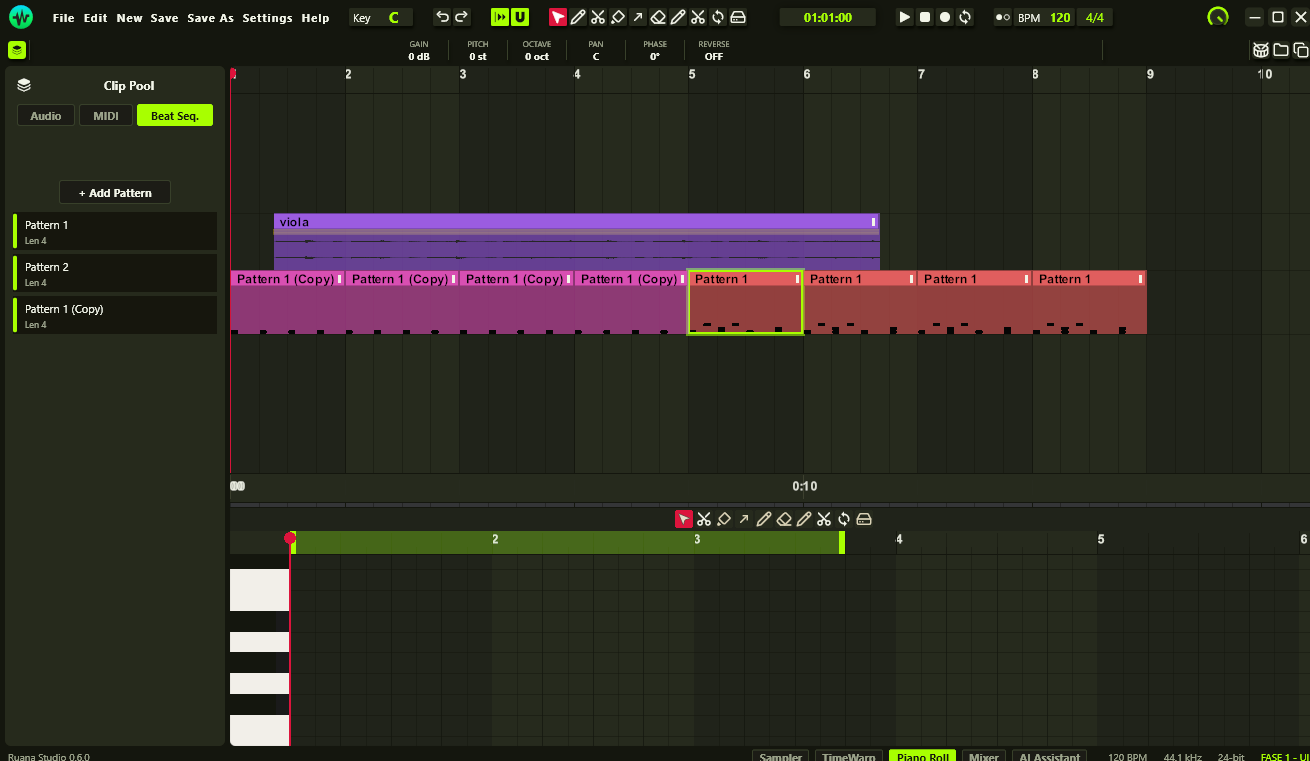 File Edit New Save Save As Settings Help Key C 01:01:00 BPM 120 4/4
GAIN PITCH OCTAVE PAN PHASE REVERSE
0 dB 0 st 0 oct C 0° OFF
Clip Pool
Audio MIDI Beat Seq.
+ Add Pattern
Pattern 1
Len 4
Pattern 2
Len 4
Pattern 1 (Copy)
Len 4
2 3 4 5 6 7 8 9 10
viola
Pattern 1 (Copy) Pattern 1 (Copy) Pattern 1 (Copy) Pattern 1 (Copy) Pattern 1 Pattern 1 Pattern 1 Pattern 1
00 0:10
2 3 4 5 6
Ruana Studio 0.6.0 Sampler TimeWarp Piano Roll Mixer AI Assistant 120 BPM 44.1 kHz 24-bit FASE 1 - UI